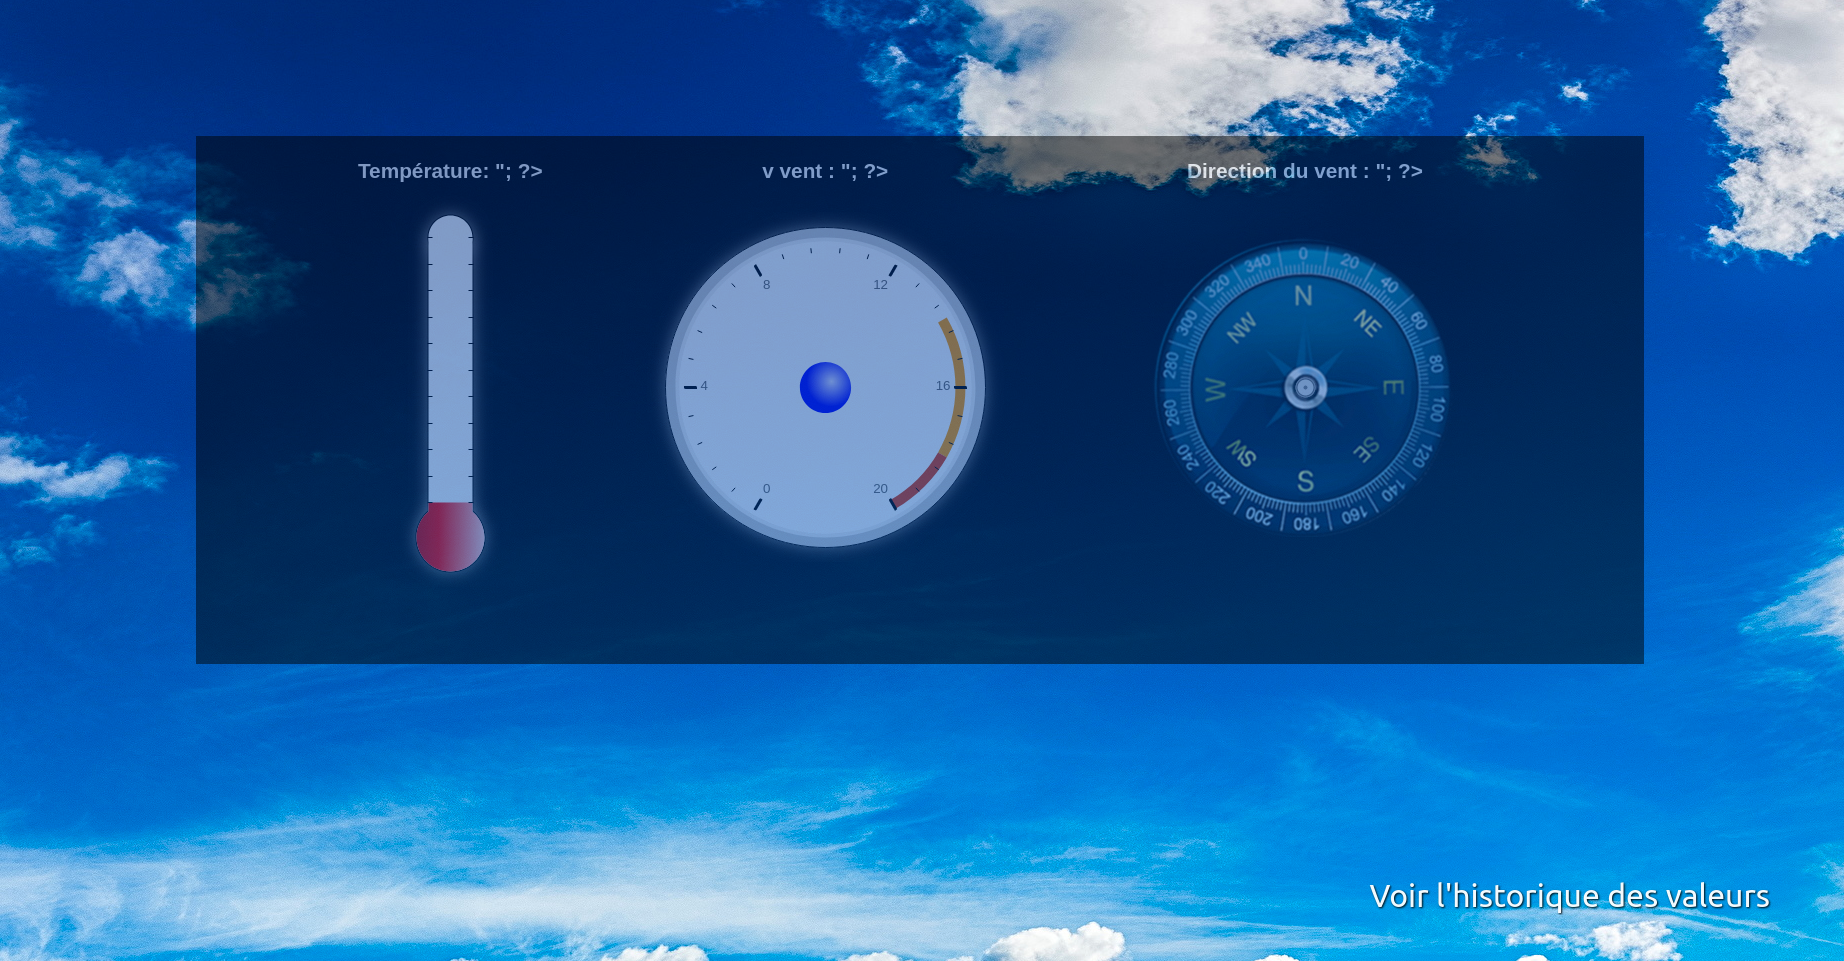 Température: "; ?>
v vent : "; ?>
Direction du vent : "; ?>
8
12
4
16
0
20
0
20
40
60
80
100
120
140
160
180
200
220
240
260
280
300
320
340
N
NE
E
SE
S
SW
W
NW
Voir l'historique des valeurs